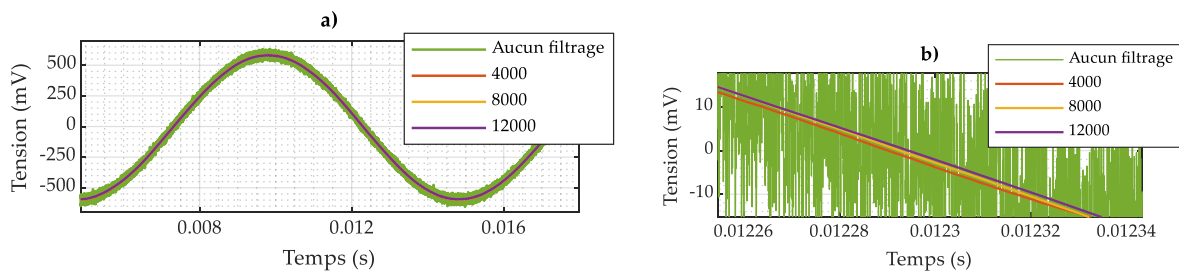 a)
Tension (mV)
500
250
0
-250
-500
0.008
0.012
0.016
Temps (s)
Aucun filtrage
4000
8000
12000
b)
Tension (mV)
10
0
-10
0.01226
0.01228
0.0123
0.01232
0.01234
Temps (s)
Aucun filtrage
4000
8000
12000